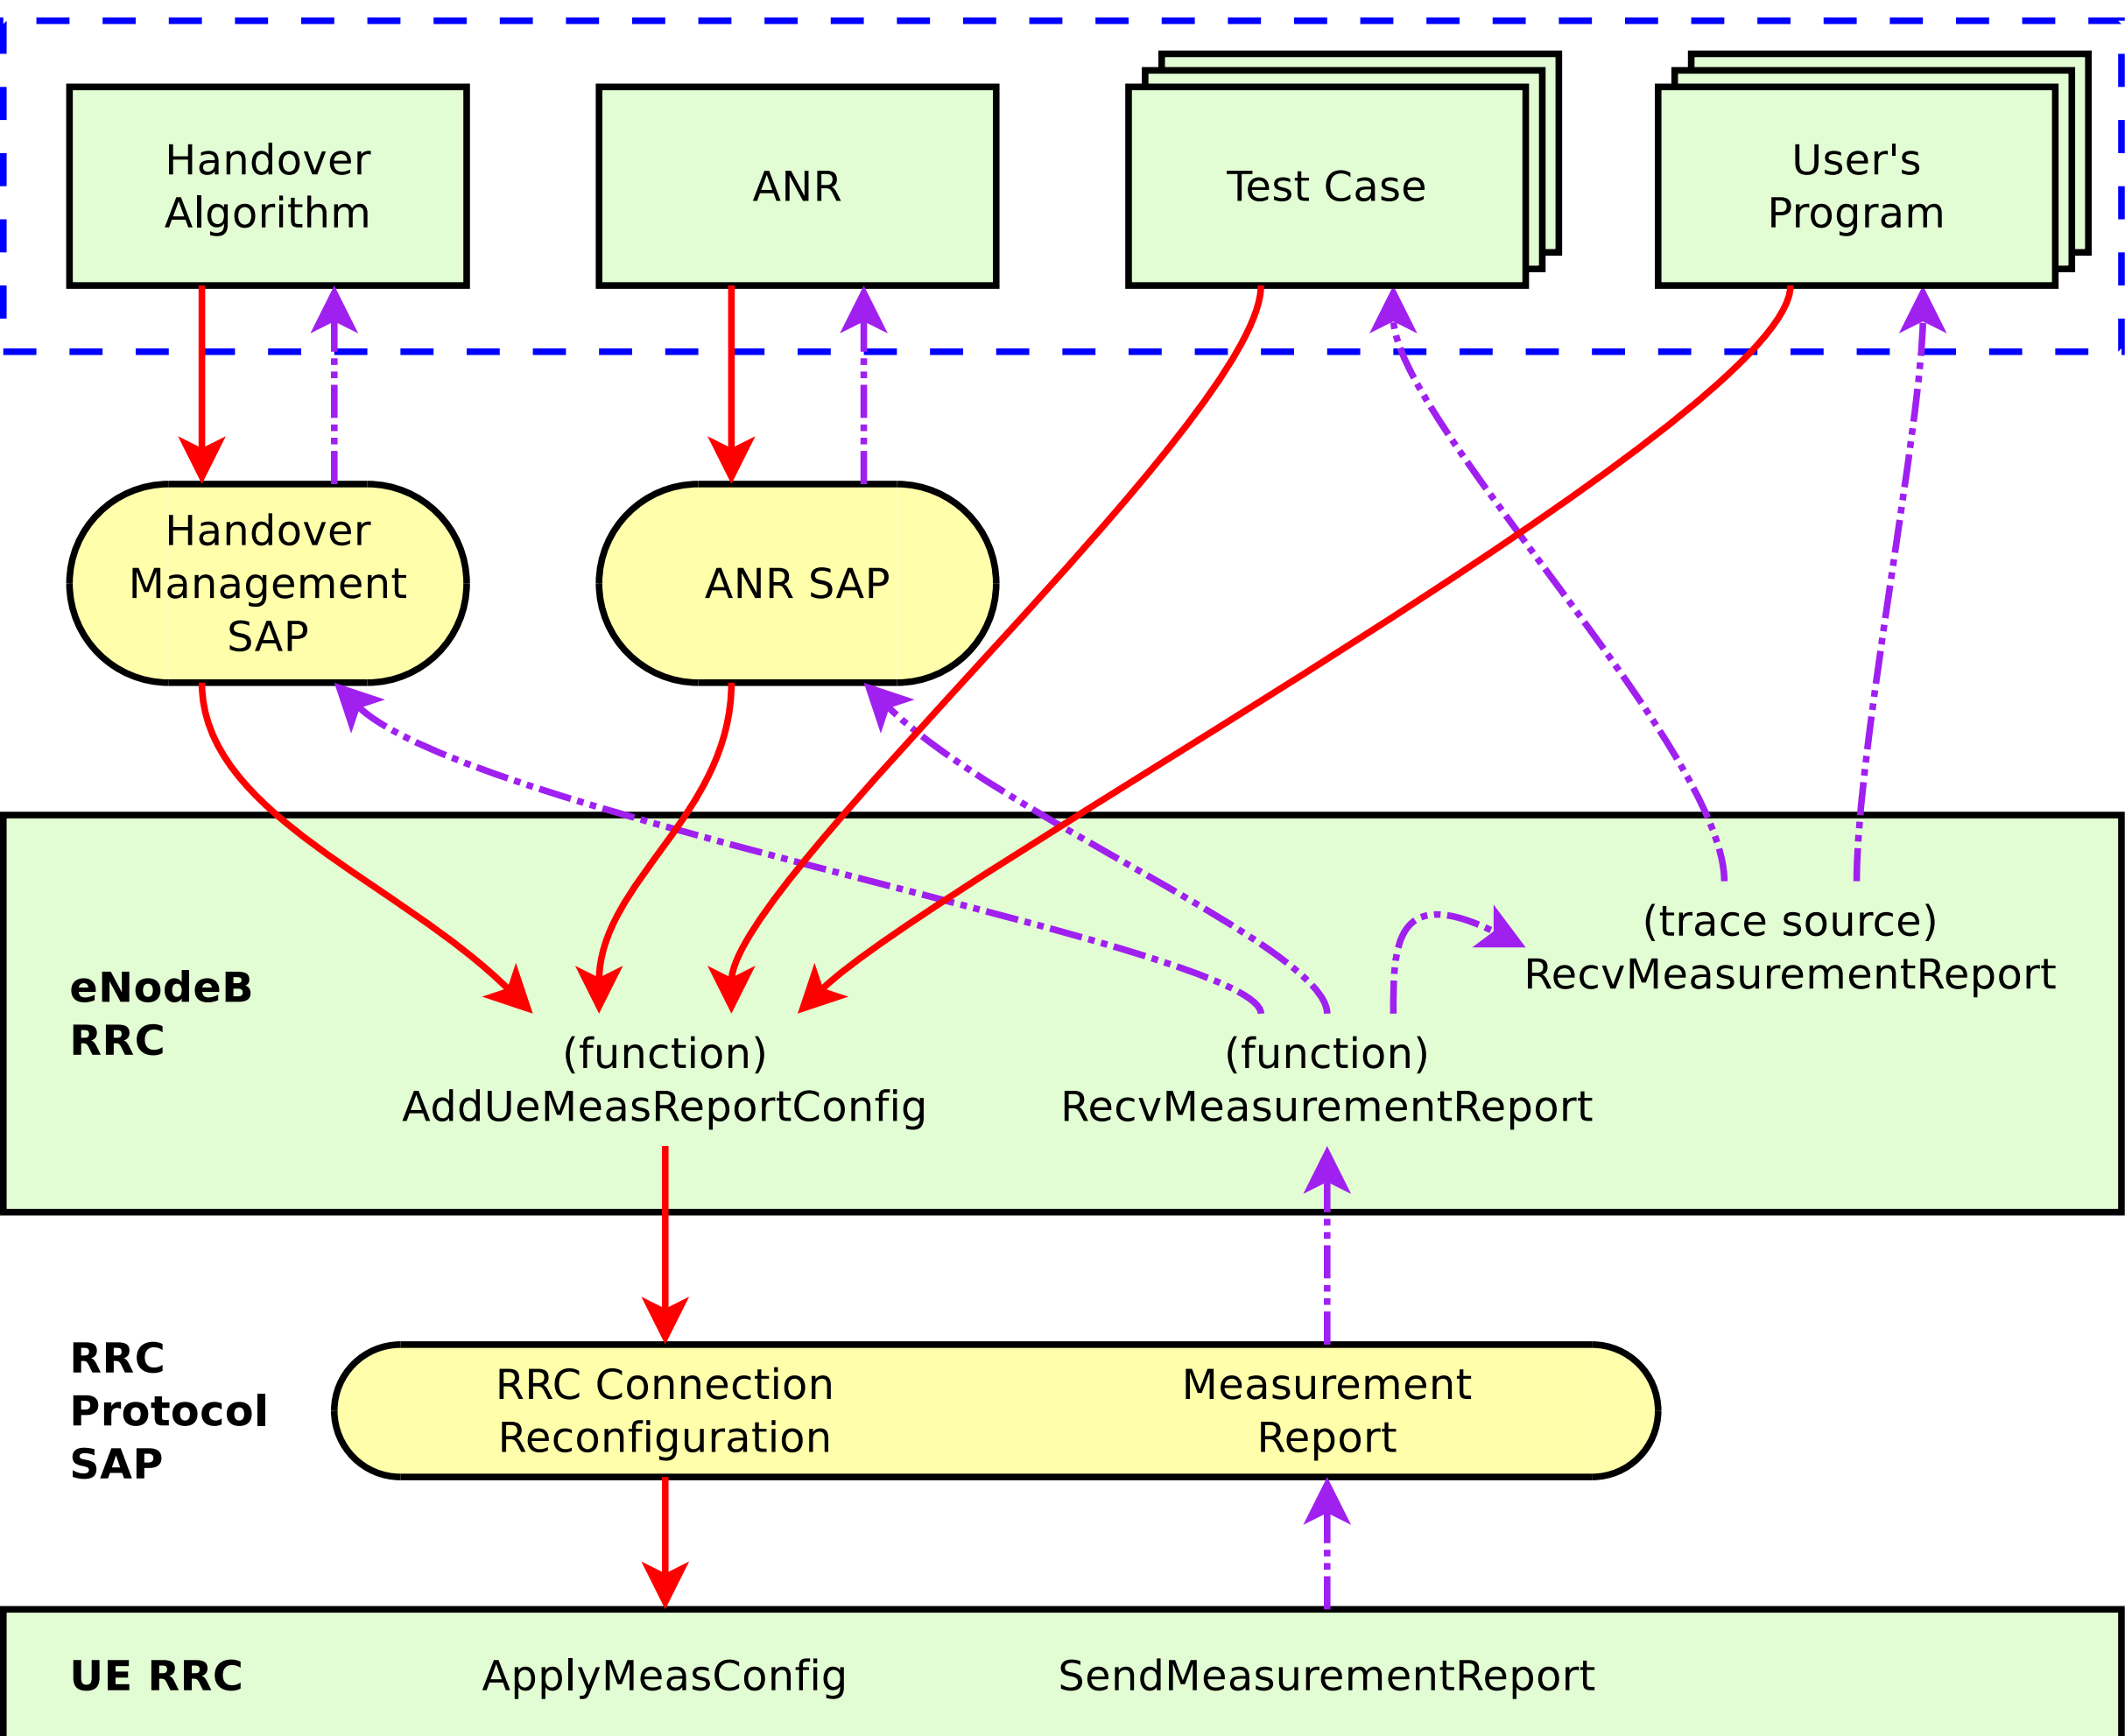 Handover
Algorithm
ANR
Test Case
User's
Program
Handover
Management
SAP
ANR SAP
(trace source)
RecvMeasurementReport
eNodeB
RRC
(function)
AddUeMeasReportConfig
(function)
RecvMeasurementReport
RRC
Protocol
SAP
RRC Connection
Reconfiguration
Measurement
Report
UE RRC
ApplyMeasConfig
SendMeasurementReport